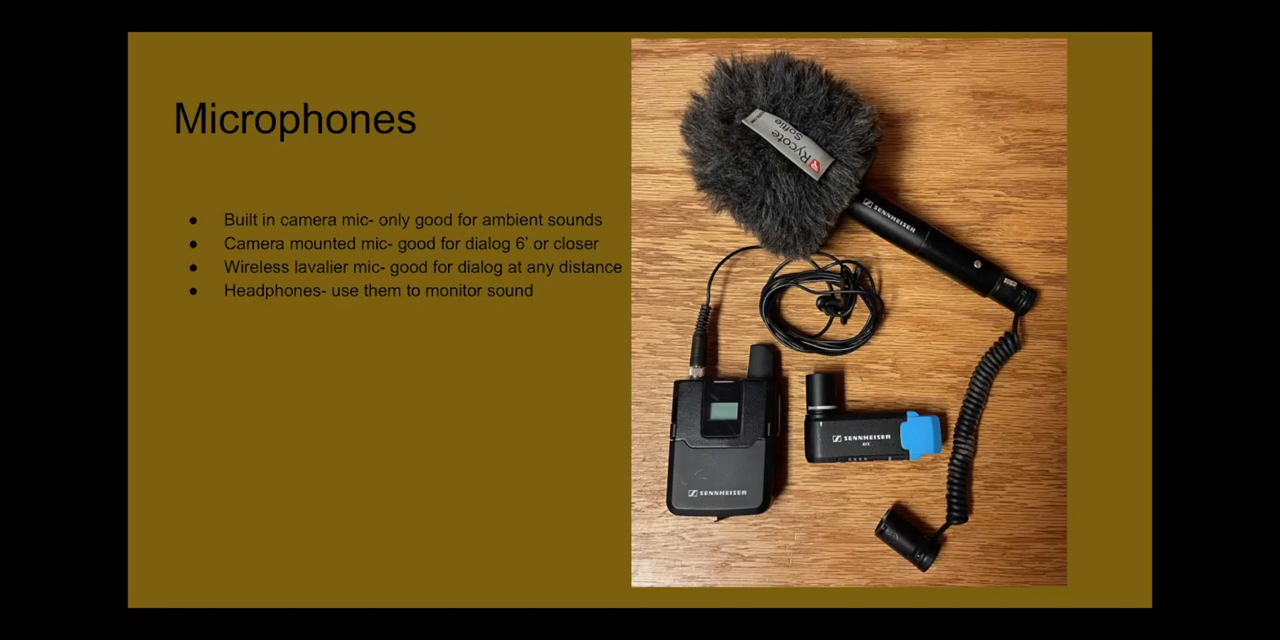 Microphones
● Built in camera mic- only good for ambient sounds
● Camera mounted mic- good for dialog 6' or closer
● Wireless lavalier mic- good for dialog at any distance
● Headphones- use them to monitor sound
Rycote
Softie
SENNHEISER
SENNHEISER
AVX
SENNHEISER